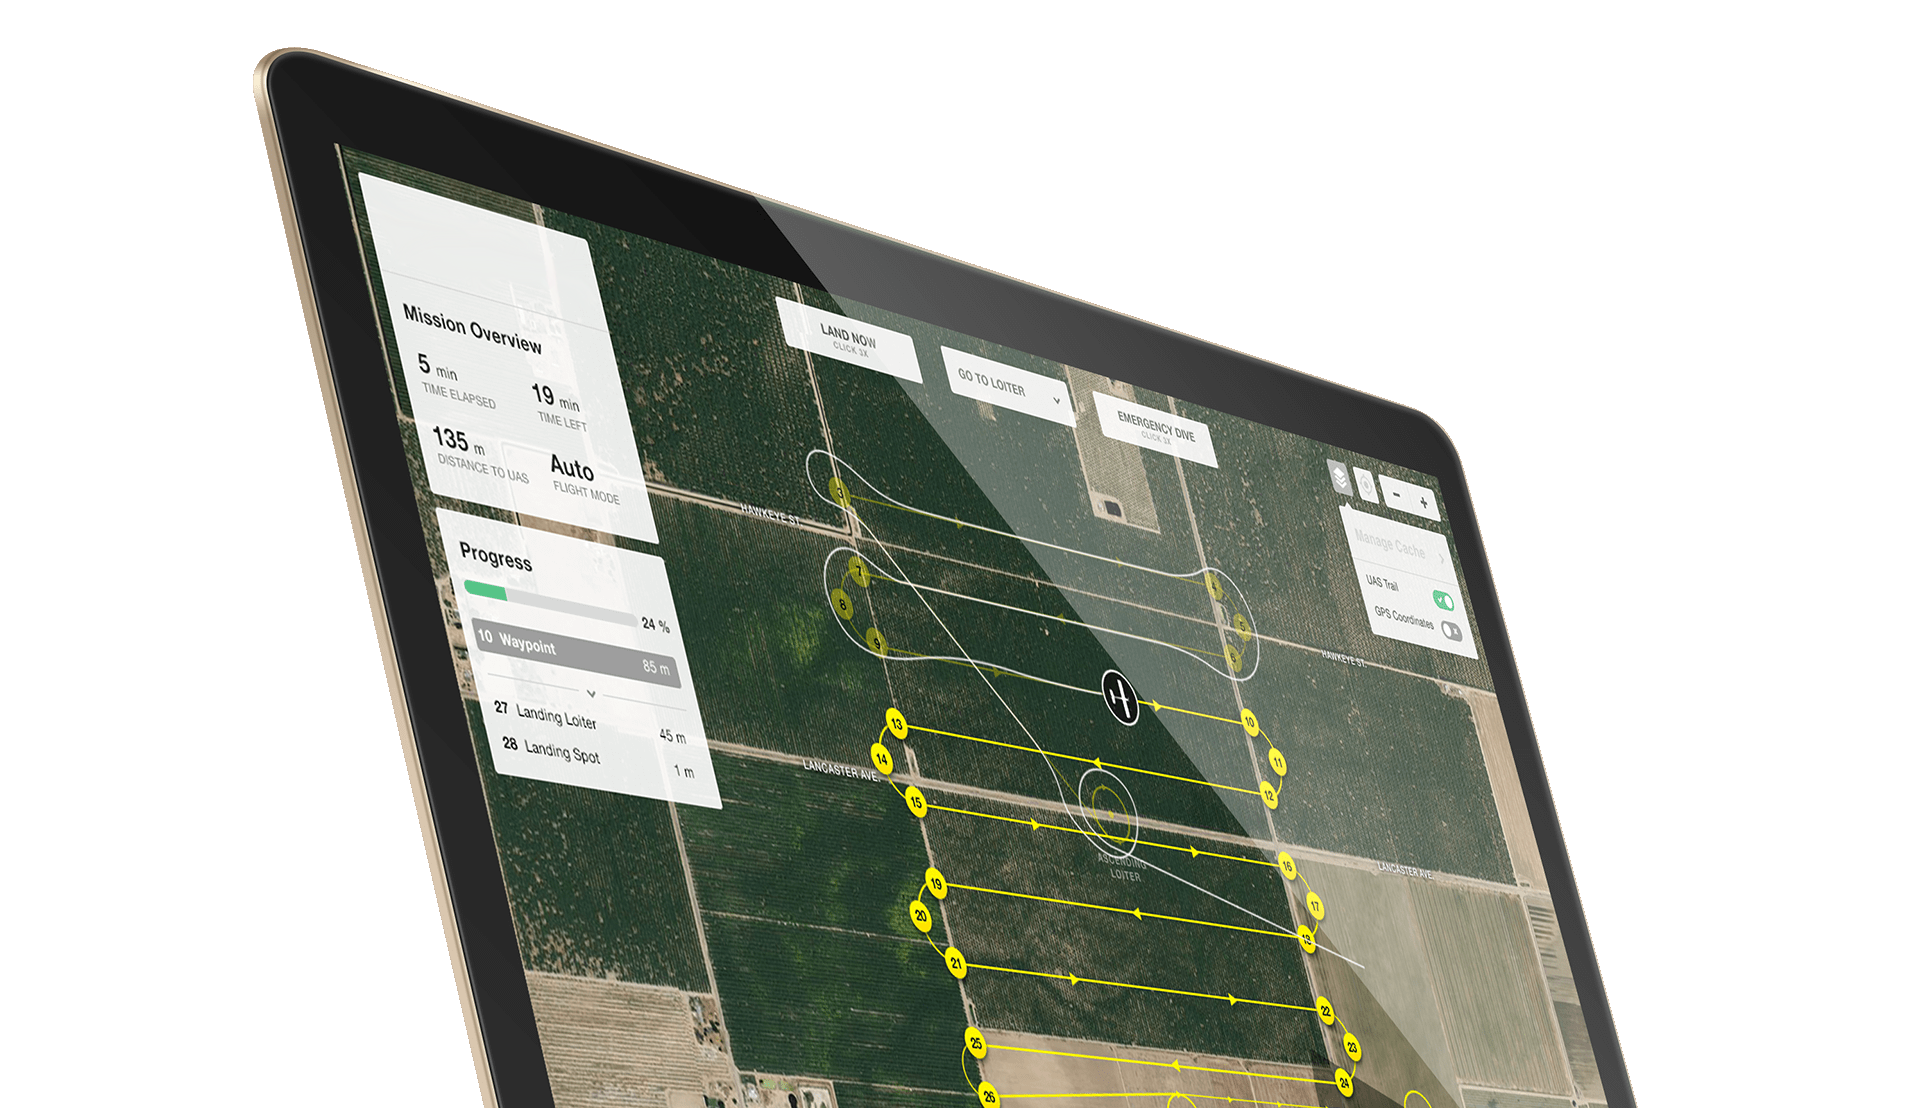 Mission Overview
5 min
TIME ELAPSED
19 min
TIME LEFT
135 m
DISTANCE TO UAS
Auto
FLIGHT MODE
Progress
24 %
10 Waypoint 85 m
27 Landing Loiter 45 m
28 Landing Spot 1 m
LAND NOW
CLICK 3X
GO TO LOITER
EMERGENCY DIVE
CLICK 3X
- +
Manage Cache
UAS Trail
GPS Coordinates
HAWKEYE ST.
HAWKEYE ST.
LANCASTER AVE.
LANCASTER AVE.
ASCENDING
LOITER
3
4
5
6
7
8
9
10
11
12
13
14
15
16
17
18
19
20
21
22
23
24
25
26